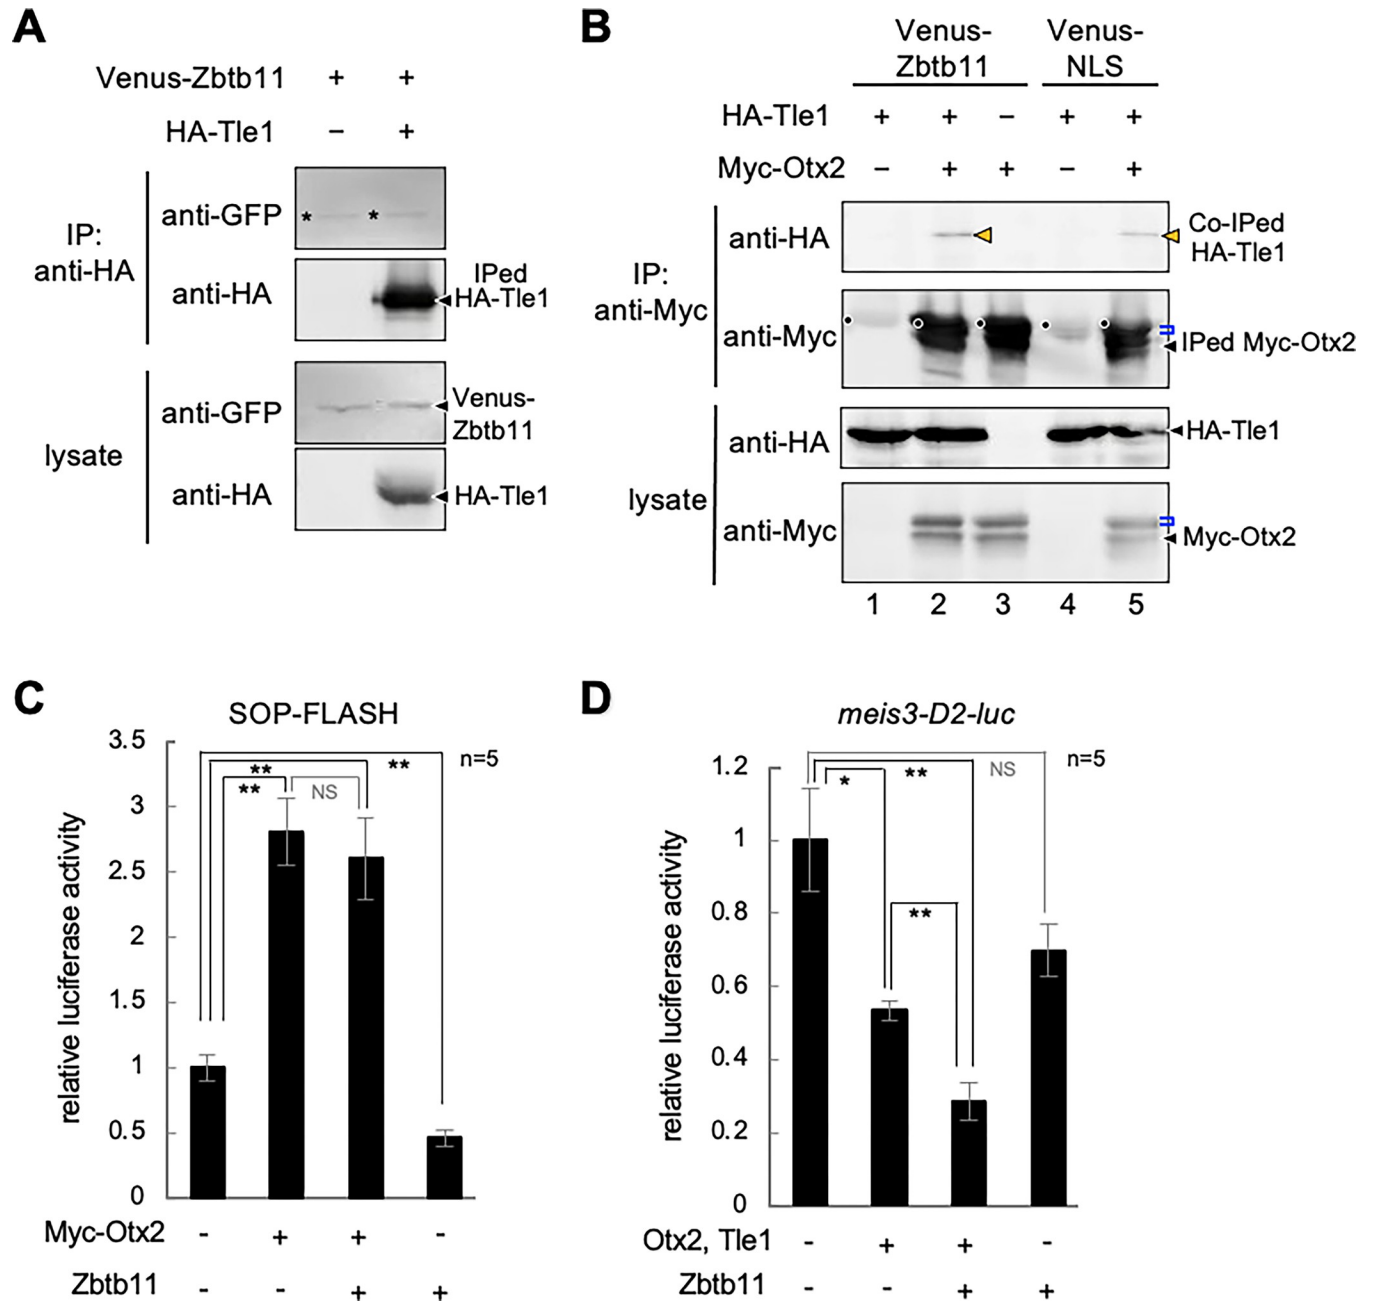 A
Venus-Zbtb11 + +
HA-Tle1 – +
IP:
anti-HA
anti-GFP * *
anti-HA
IPed
HA-Tle1
lysate
anti-GFP
Venus-
Zbtb11
anti-HA
HA-Tle1
B
Venus-
Zbtb11
Venus-
NLS
HA-Tle1 + + – + +
Myc-Otx2 – + + – +
IP:
anti-Myc
anti-HA
Co-IPed
HA-Tle1
anti-Myc
IPed Myc-Otx2
lysate
anti-HA
HA-Tle1
anti-Myc
Myc-Otx2
1 2 3 4 5
C
SOP-FLASH
n=5
relative luciferase activity
3.5
3
2.5
2
1.5
1
0.5
0
** **
** NS
Myc-Otx2 - + + -
Zbtb11 - - + +
D
meis3-D2-luc
n=5
relative luciferase activity
1.2
1
0.8
0.6
0.4
0.2
0
* ** NS
**
Otx2, Tle1 - + + -
Zbtb11 - - + +